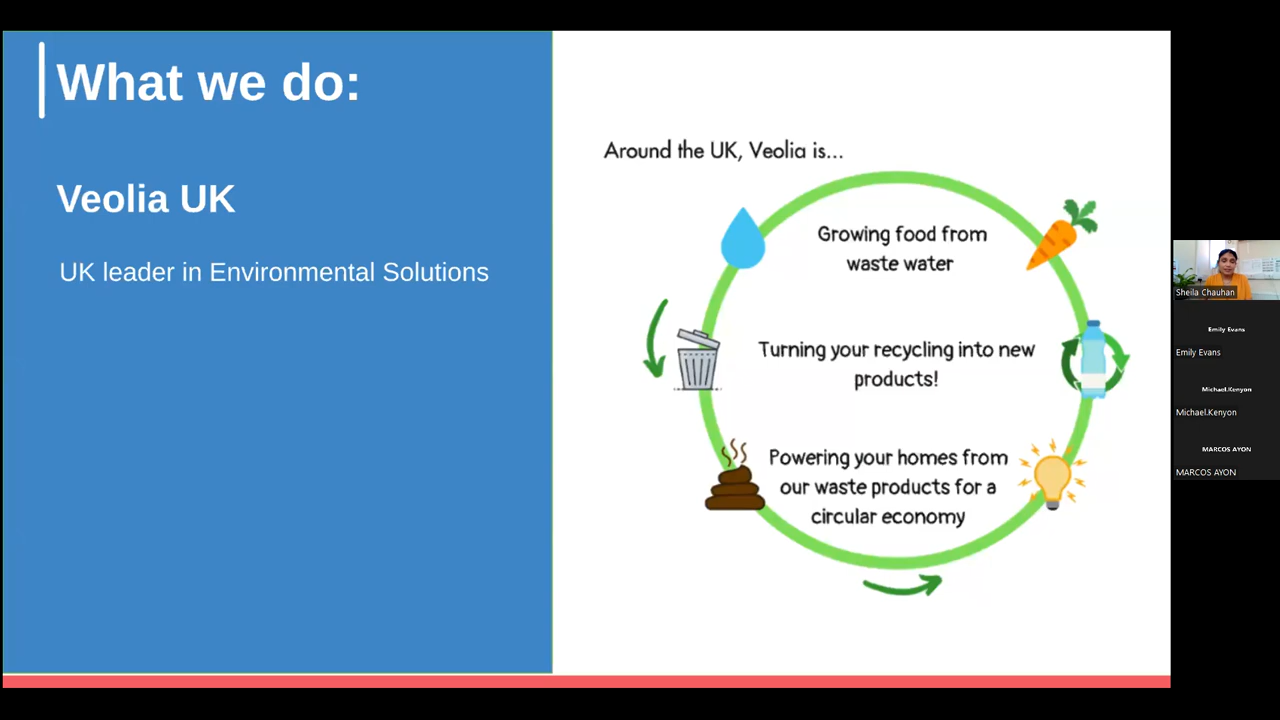 What we do:
Veolia UK
UK leader in Environmental Solutions
Around the UK, Veolia is...
Growing food from
waste water
Turning your recycling into new
products!
Powering your homes from
our waste products for a
circular economy
Sheila Chauhan
Emily Evans
Emily Evans
Michael.Kenyon
Michael.Kenyon
MARCOS AYON
MARCOS AYON